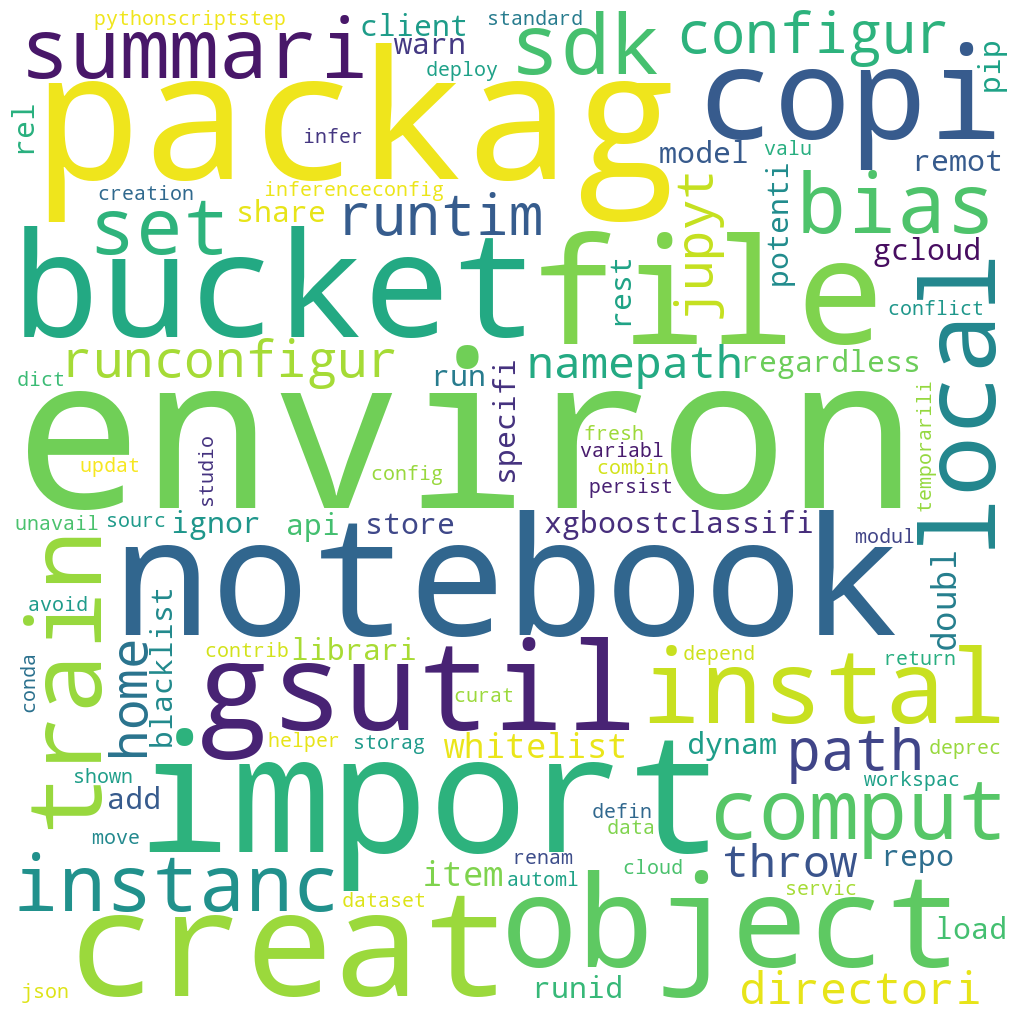 pythonscriptstep
standard
client
summari
warn
sdk
configur
deploy
copi
pip
packag
rel
infer
model
valu
remot
creation
inferenceconfig
share
set
runtim
jupyt
potenti
bias
gcloud
bucket
file
rest
conflict
local
runconfigur
namepath
regardless
dict
run
specifi
environ
fresh
variabl
combin
persist
updat
studio
config
temporarili
unavail
sourc
ignor
api
store
xgboostclassifi
modul
notebook
train
avoid
blacklist
doubl
home
conda
contrib
librari
depend
return
gsutil
curat
instal
helper
storag
whitelist
dynam
path
deprec
shown
add
import
workspac
defin
data
comput
move
renam
cloud
throw
repo
instanc
item
automl
servic
dataset
creat
object
load
json
runid
directori